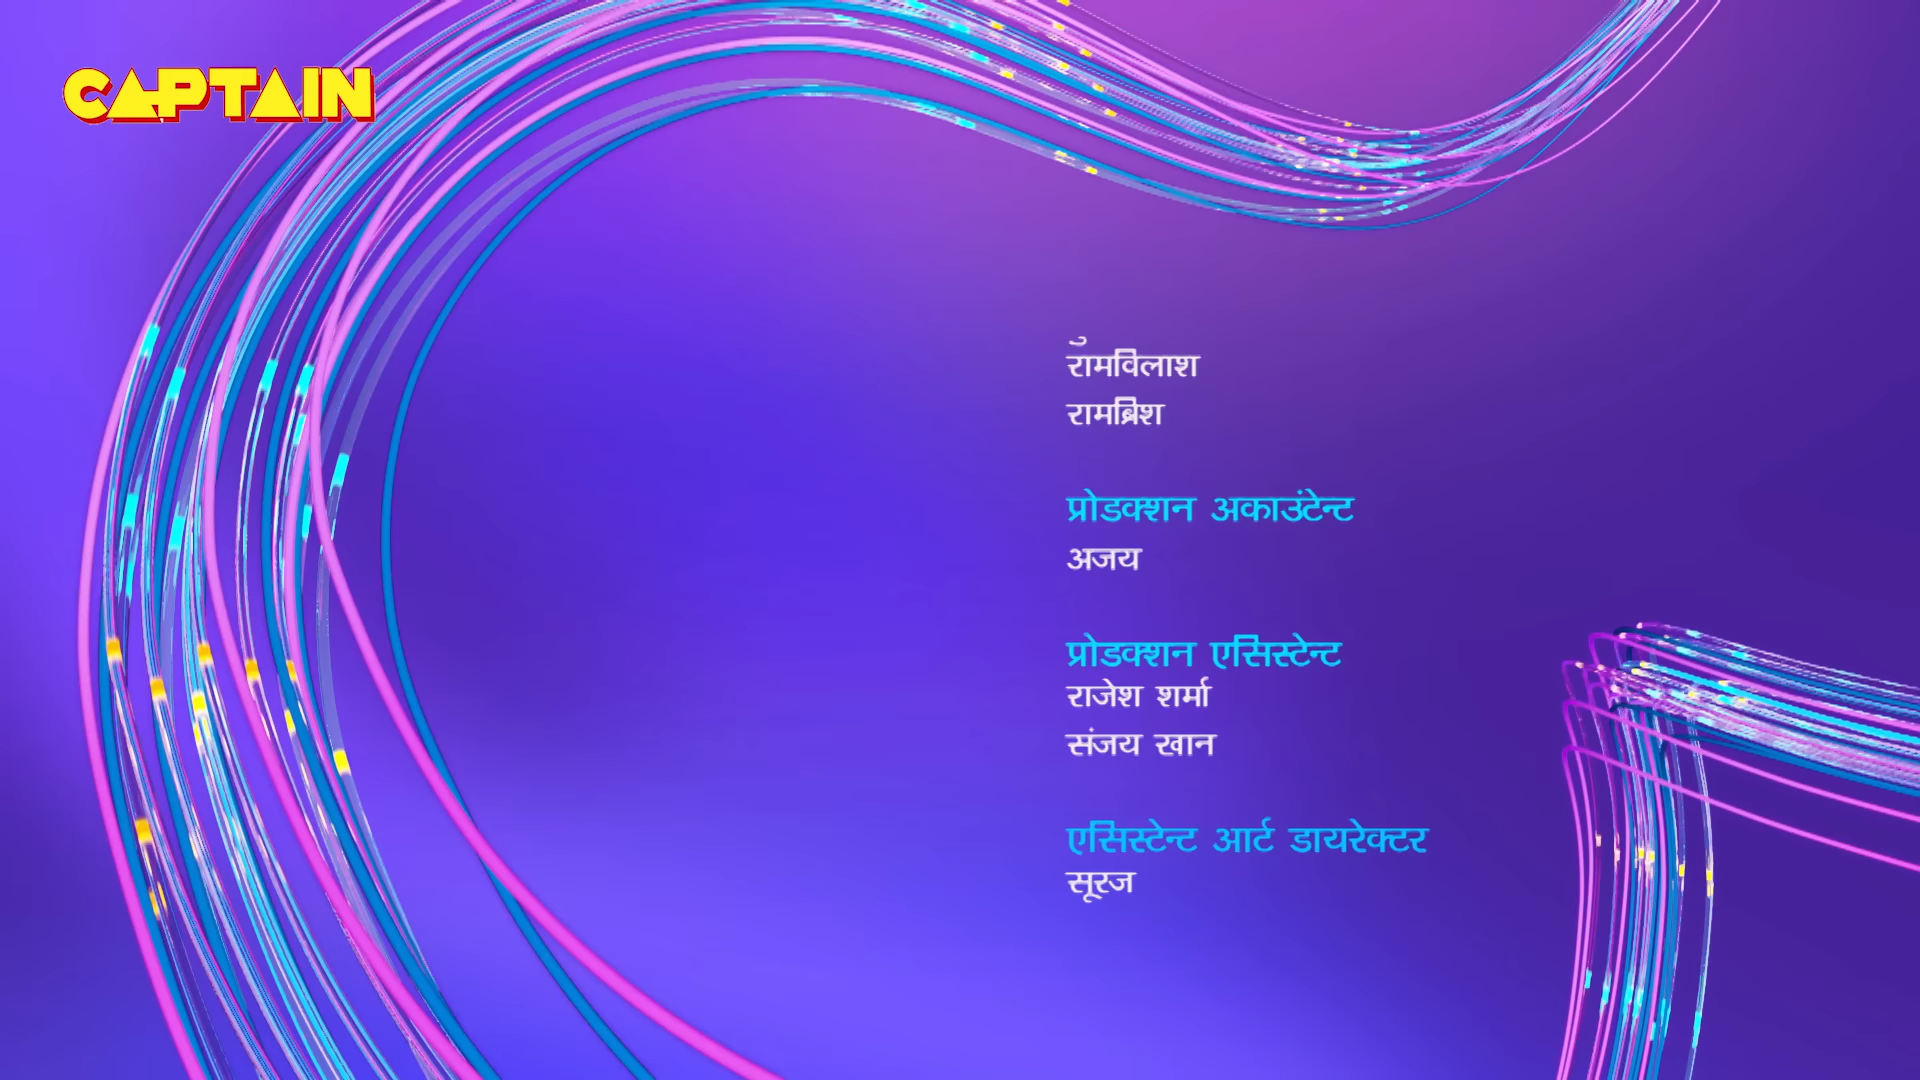 CAPTAIN
रामविलाश
रामब्रिश
प्रोडक्शन अकाउंटेन्ट
अजय
प्रोडक्शन एसिस्टेन्ट
राजेश शर्मा
संजय खान
एसिस्टेन्ट आर्ट डायरेक्टर
सूरज